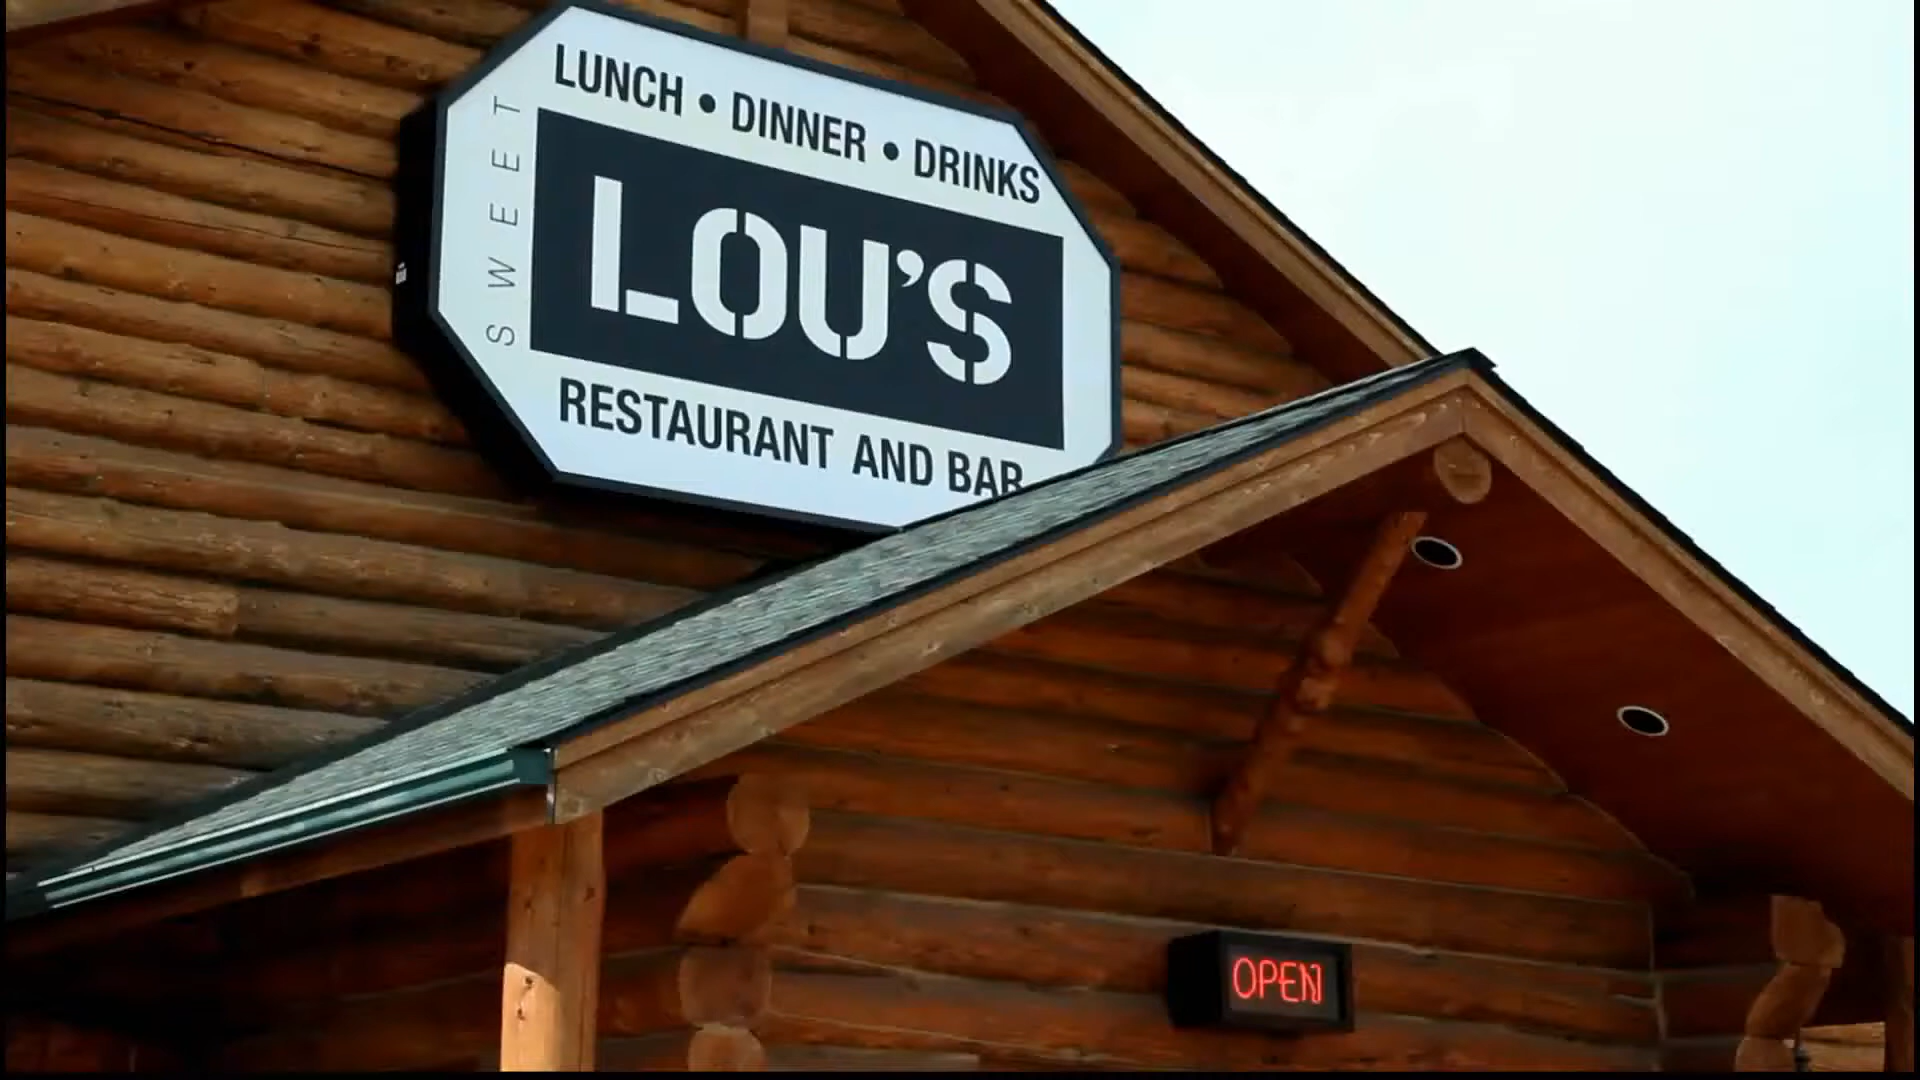 LUNCH • DINNER • DRINKS
SWEET
LOU'S
RESTAURANT AND BAR
OPEN